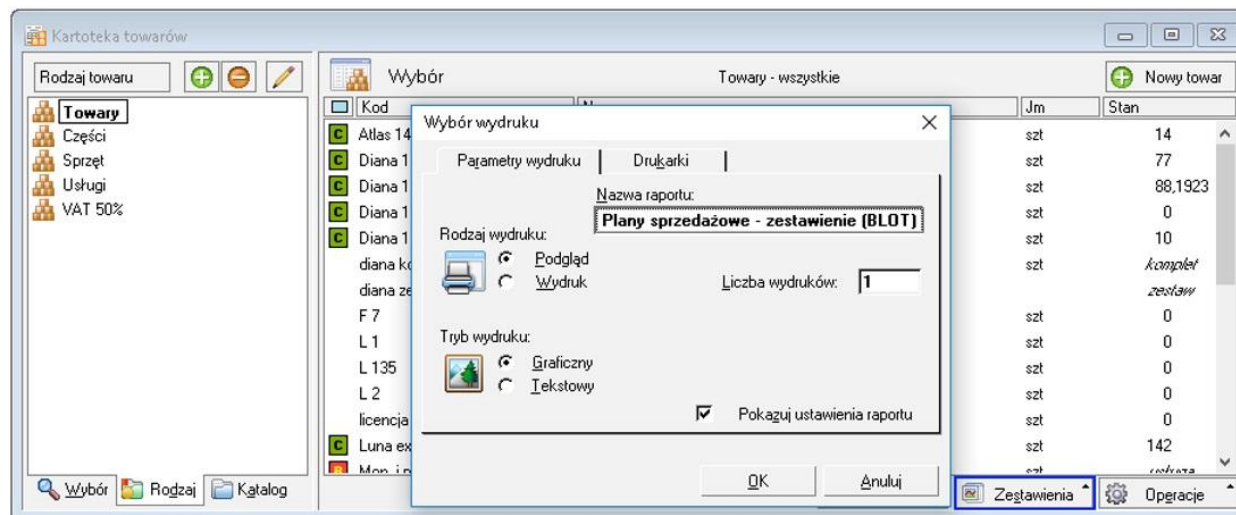 Kartoteka towarów
Rodzaj towaru
Wybór
Towary - wszystkie
Nowy towar
Towary
Części
Sprzęt
Usługi
VAT 50%
Kod
Jm
Stan
C Atlas 14 szt 14
C Diana 1 szt 77
C Diana 1 szt 88,1923
C Diana 1 szt 0
C Diana 1 szt 10
diana ko szt komplet
diana ze zestaw
F 7 szt 0
L 1 szt 0
L 135 szt 0
L 2 szt 0
licencja szt 0
C Luna ex szt 142
Wybór wydruku
Parametry wydruku
Drukarki
Nazwa raportu:
Plany sprzedażowe - zestawienie (BLOT)
Rodzaj wydruku:
Podgląd
Wydruk
Liczba wydruków: 1
Tryb wydruku:
Graficzny
Tekstowy
Pokazuj ustawienia raportu
OK
Anuluj
Wybór
Rodzaj
Katalog
Zestawienia
Operacje